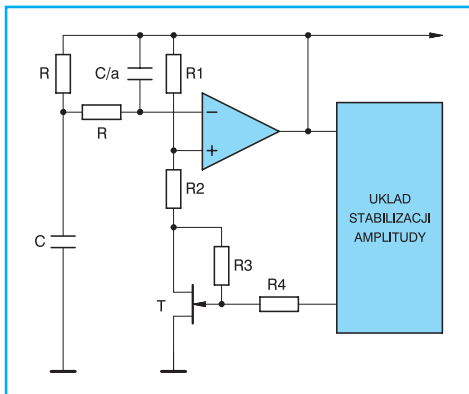 R
C/a
R1
R
−
+
R2
UKLAD
STABILIZACJI
AMPLITUDY
C
R3
T
R4